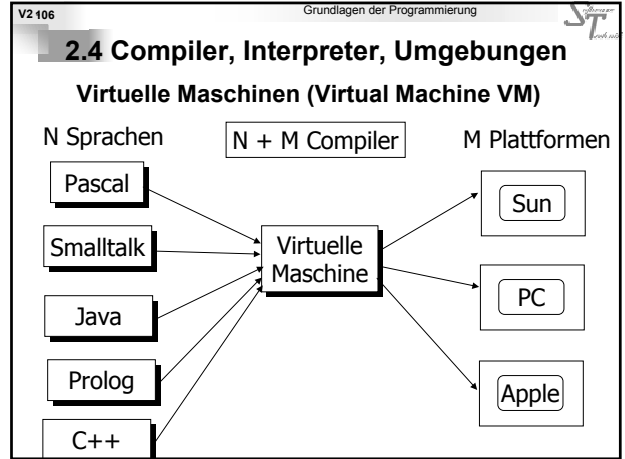 V2 106
Grundlagen der Programmierung
2.4 Compiler, Interpreter, Umgebungen
Virtuelle Maschinen (Virtual Machine VM)
N Sprachen
N + M Compiler
M Plattformen
Pascal
Smalltalk
Java
Prolog
C++
Virtuelle
Maschine
Sun
PC
Apple